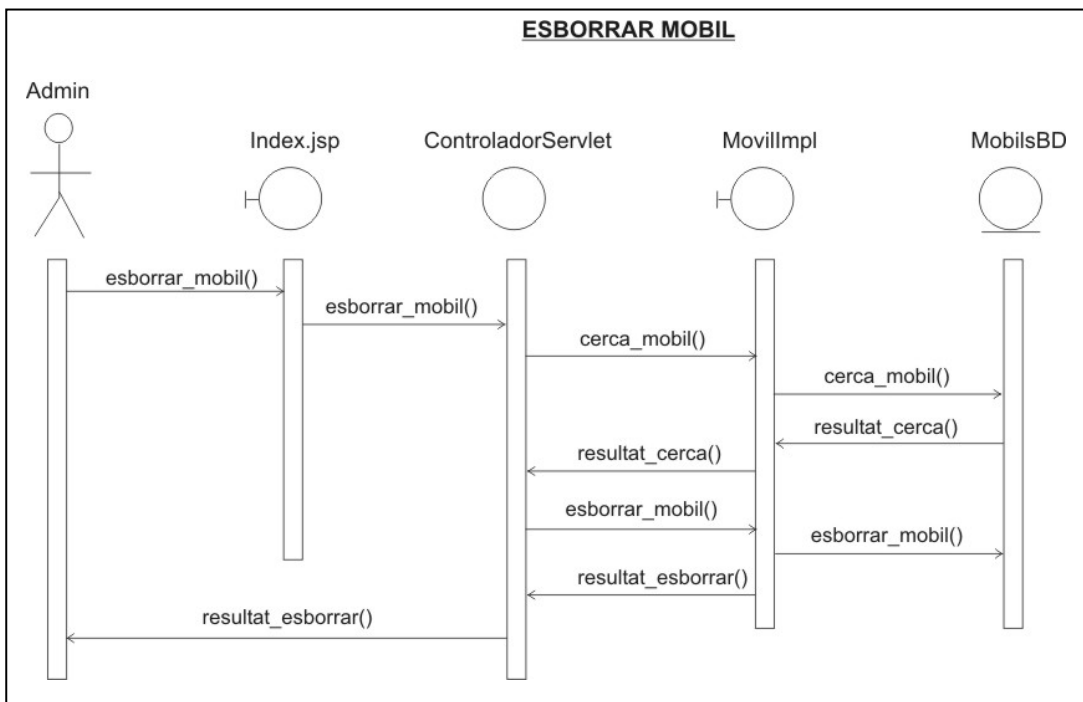 ESBORRAR MOBIL
Admin
Index.jsp
ControladorServlet
MovilImpl
MobilsBD
esborrar_mobil()
esborrar_mobil()
cerca_mobil()
cerca_mobil()
resultat_cerca()
resultat_cerca()
esborrar_mobil()
esborrar_mobil()
resultat_esborrar()
resultat_esborrar()